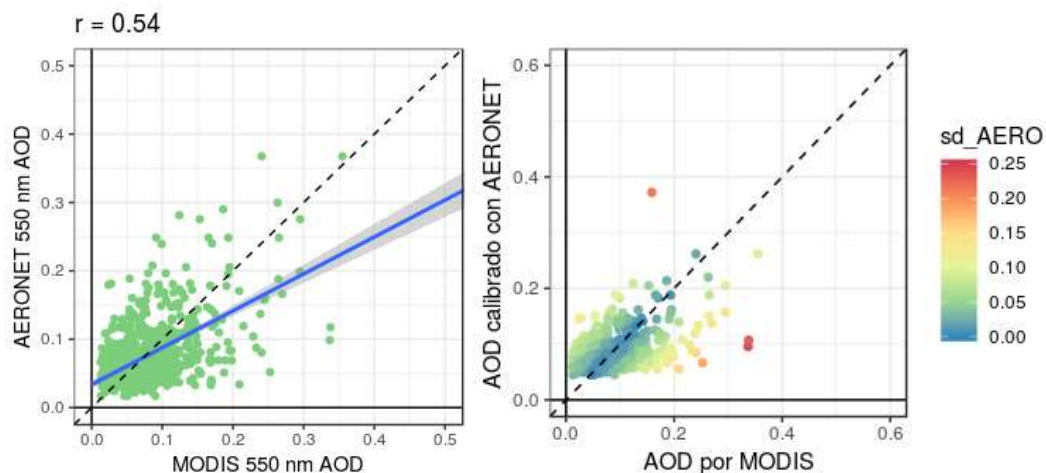 r = 0.54
AERONET 550 nm AOD
0.5
0.4
0.3
0.2
0.1
0.0
0.0 0.1 0.2 0.3 0.4 0.5
MODIS 550 nm AOD
AOD calibrado con AERONET
0.6
0.4
0.2
0.0
0.0 0.2 0.4 0.6
AOD por MODIS
sd_AERO
0.25
0.20
0.15
0.10
0.05
0.00